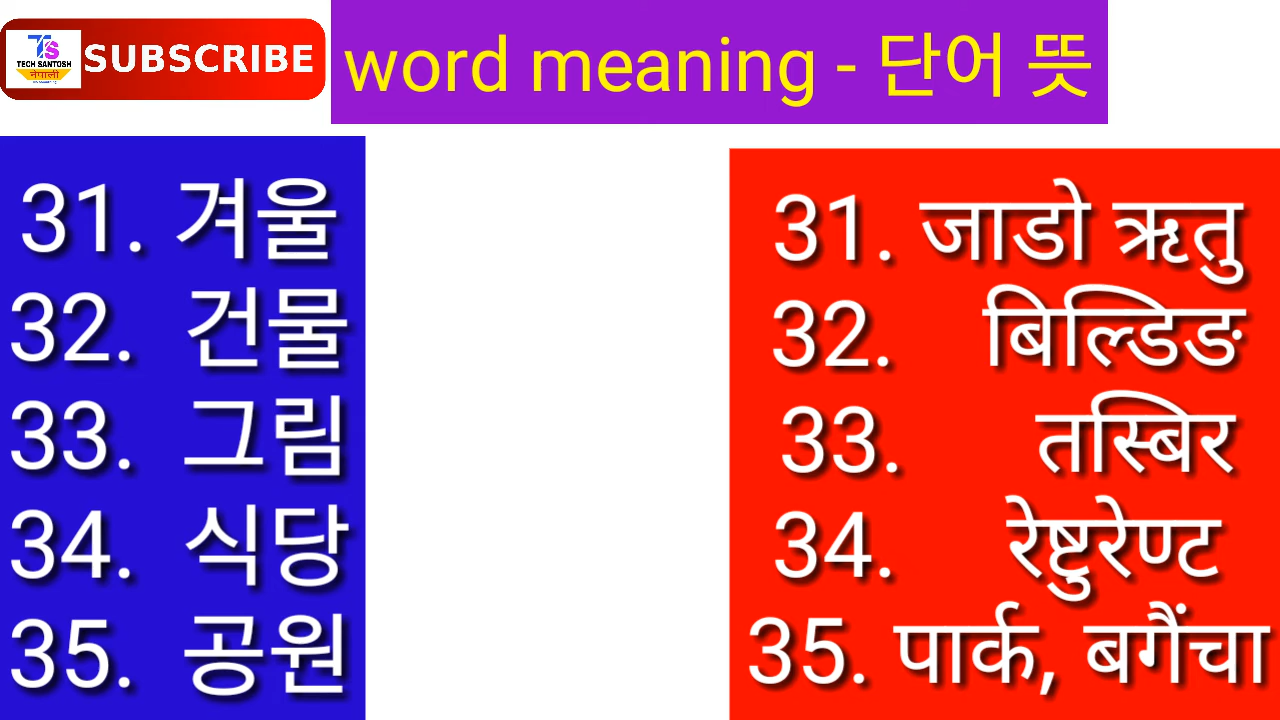 TS
TECH SANTOSH
नेपाली
SUBSCRIBE
word meaning - 단어 뜻
31. 겨울
32. 건물
33. 그림
34. 식당
35. 공원
31. जाडो ऋतु
32. बिल्डिङ
33. तस्बिर
34. रेष्टुरेण्ट
35. पार्क, बगैंचा